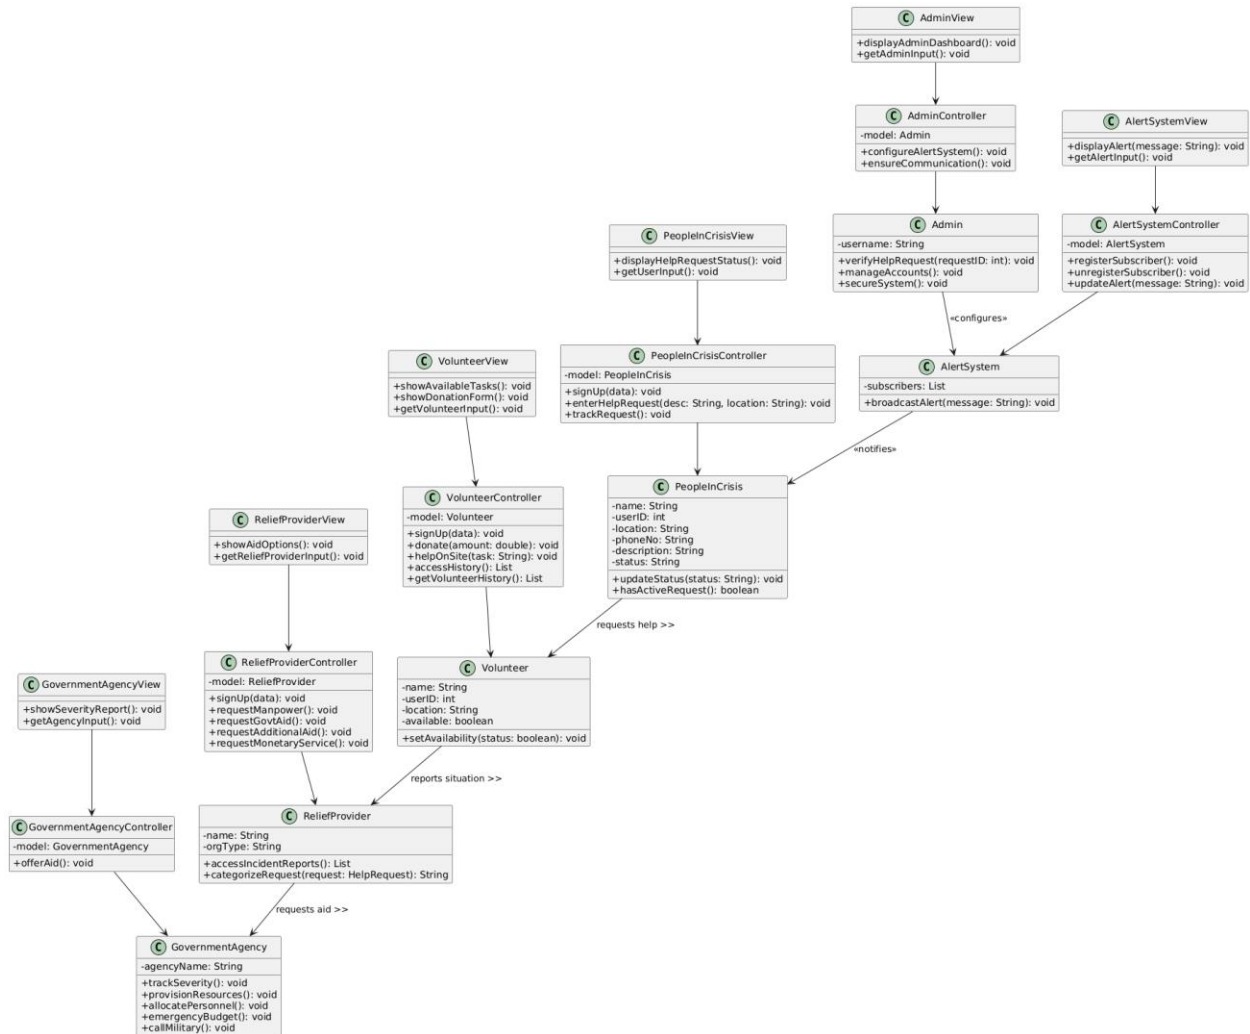 AdminView
+displayAdminDashboard(): void
+getAdminInput(): void
AdminController
-model: Admin
+configureAlertSystem(): void
+ensureCommunication(): void
AlertSystemView
+displayAlert(message: String): void
+getAlertInput(): void
Admin
-username: String
+verifyHelpRequest(requestID: int): void
+manageAccounts(): void
+secureSystem(): void
AlertSystemController
-model: AlertSystem
+registerSubscriber(): void
+unregisterSubscriber(): void
+updateAlert(message: String): void
PeopleInCrisisView
+displayHelpRequestStatus(): void
+getUserInput(): void
«configures»
PeopleInCrisisController
-model: PeopleInCrisis
+signUp(data): void
+enterHelpRequest(desc: String, location: String): void
+trackRequest(): void
AlertSystem
-subscribers: List
+broadcastAlert(message: String): void
VolunteerView
+showAvailableTasks(): void
+showDonationForm(): void
+getVolunteerInput(): void
«notifies»
PeopleInCrisis
-name: String
-userID: int
-location: String
-phoneNo: String
-description: String
-status: String
+updateStatus(status: String): void
+hasActiveRequest(): boolean
VolunteerController
-model: Volunteer
+signUp(data): void
+donate(amount: double): void
+helpOnSite(task: String): void
+accessHistory(): List
+getVolunteerHistory(): List
ReliefProviderView
+showAidOptions(): void
+getReliefProviderInput(): void
requests help >>
ReliefProviderController
-model: ReliefProvider
+signUp(data): void
+requestManpower(): void
+requestGovtAid(): void
+requestAdditionalAid(): void
+requestMonetaryService(): void
Volunteer
-name: String
-userID: int
-location: String
-available: boolean
+setAvailability(status: boolean): void
GovernmentAgencyView
+showSeverityReport(): void
+getAgencyInput(): void
reports situation >>
GovernmentAgencyController
-model: GovernmentAgency
+offerAid(): void
ReliefProvider
-name: String
-orgType: String
+accessIncidentReports(): List
+categorizeRequest(request: HelpRequest): String
requests aid >>
GovernmentAgency
-agencyName: String
+trackSeverity(): void
+provisionResources(): void
+allocatePersonnel(): void
+emergencyBudget(): void
+callMilitary(): void